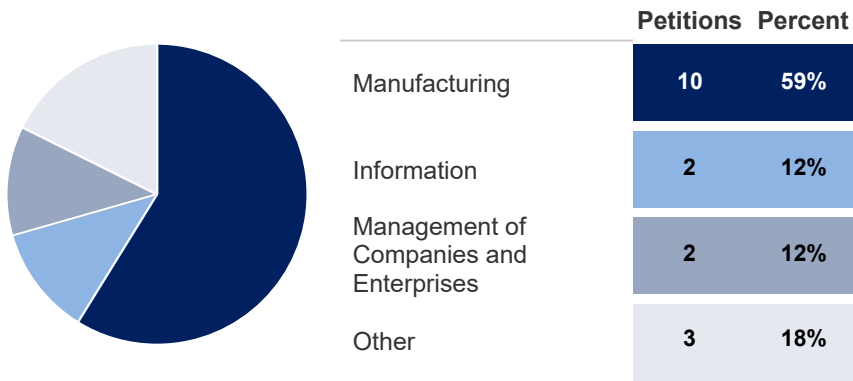 Petitions Percent
Manufacturing 10 59%
Information 2 12%
Management of
Companies and 2 12%
Enterprises
Other 3 18%